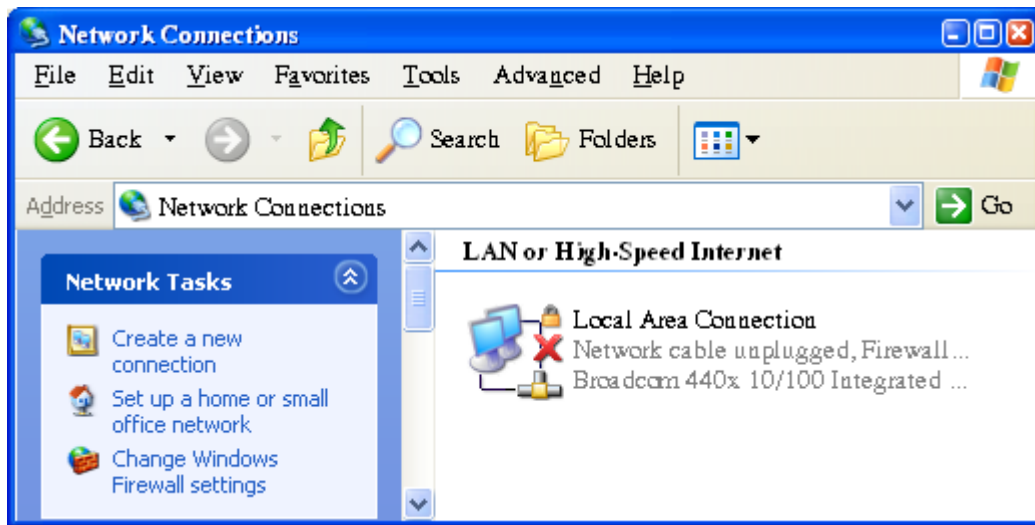 Network Connections
File Edit View Favorites Tools Advanced Help
Back Search Folders
Address Network Connections Go
Network Tasks
Create a new
connection
Set up a home or small
office network
Change Windows
Firewall settings
LAN or High-Speed Internet
Local Area Connection
Network cable unplugged, Firewall...
Broadcom 440x 10/100 Integrated ...